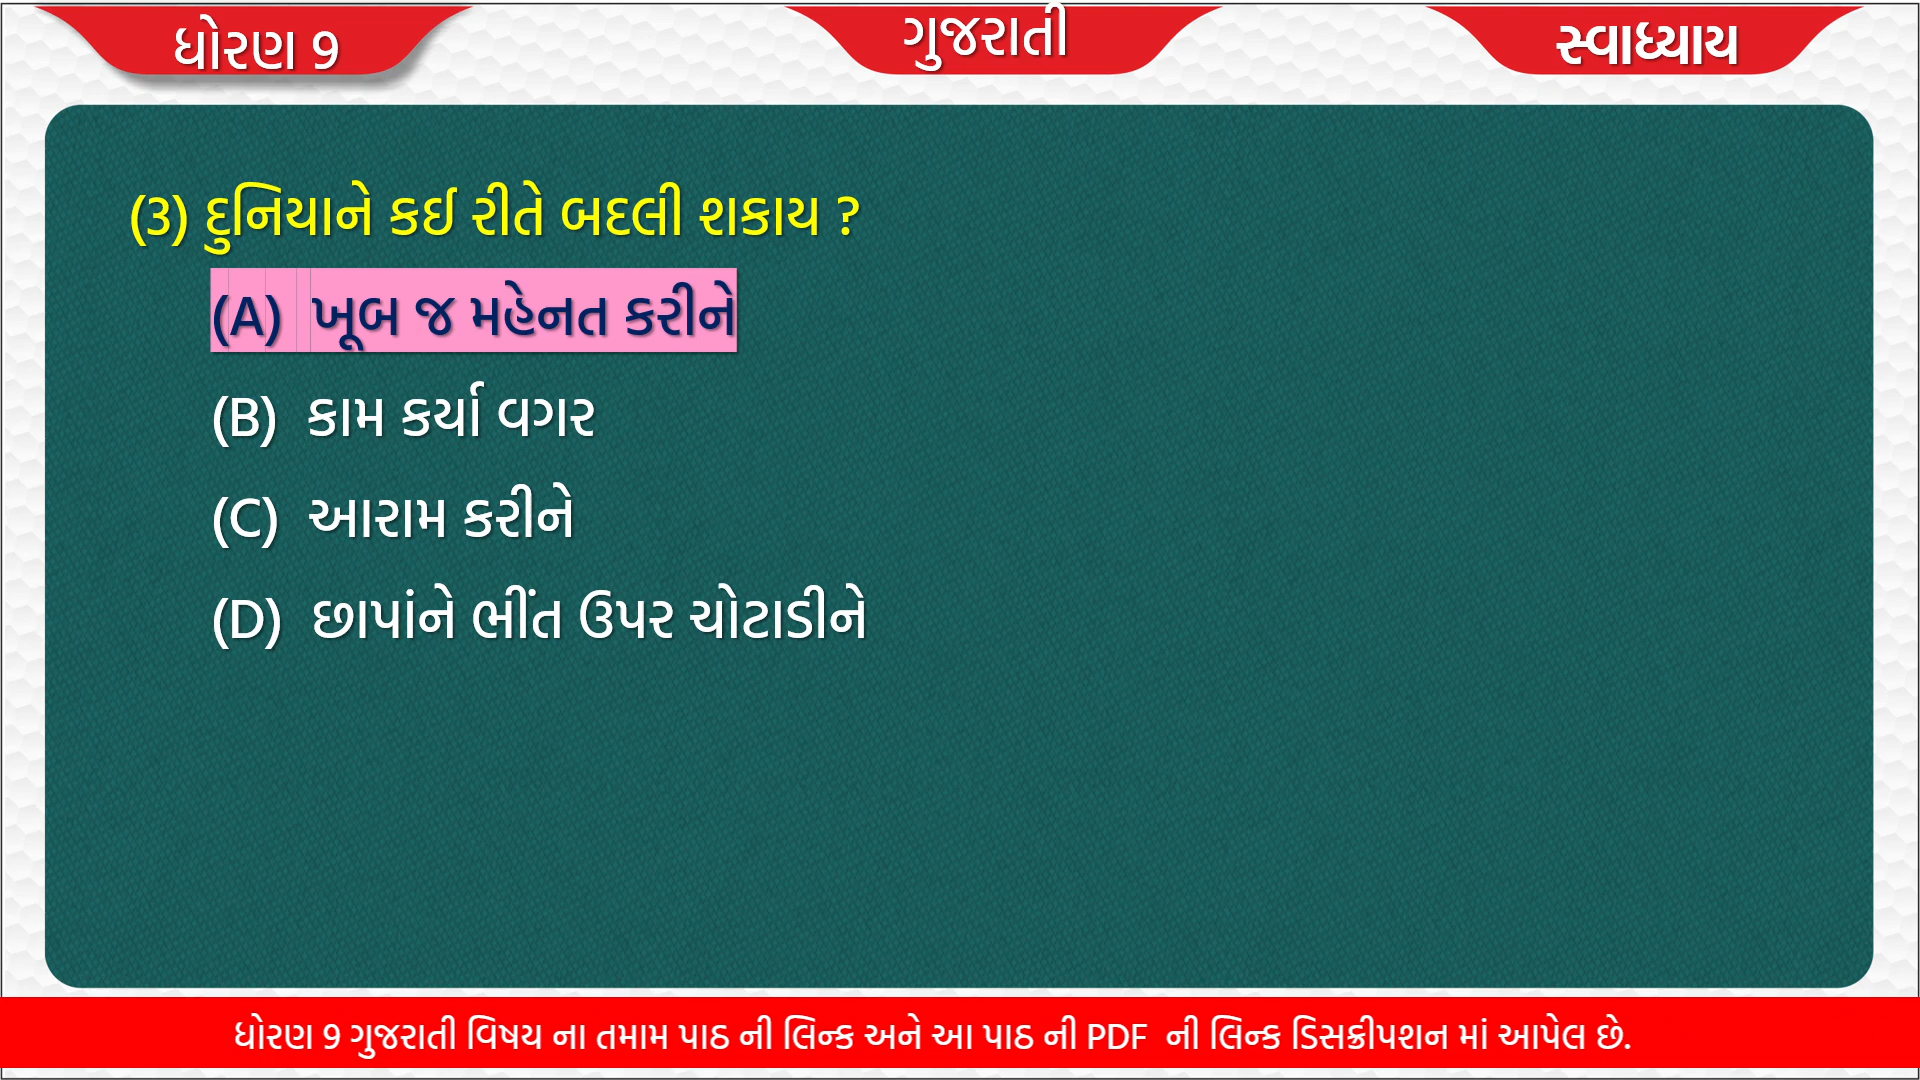 ધોરણ 9
ગુજરાતી
સ્વાધ્યાય
(3) દુનિયાને કઈ રીતે બદલી શકાય ?
(A) ખૂબ જ મહેનત કરીને
(B) કામ કર્યા વગર
(C) આરામ કરીને
(D) છાપાંને ભીંત ઉપર ચોટાડીને
ધોરણ 9 ગુજરાતી વિષય ના તમામ પાઠ ની લિન્ક અને આ પાઠ ની PDF ની લિન્ક ડિસક્રીપશન માં આપેલ છે.